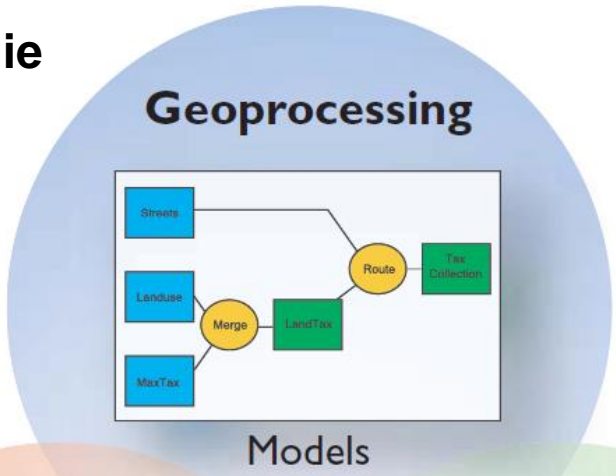 ie
Geoprocessing
Streets
Route
Tax
Collection
Landuse
Merge
LandTax
MaxTax
Models